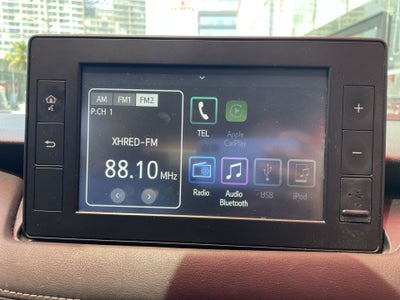 AM FM1 FM2
P.CH 1
XHRED-FM
88.10 MHz
TEL
Apple
CarPlay
Radio
Audio
Bluetooth
USB
iPod